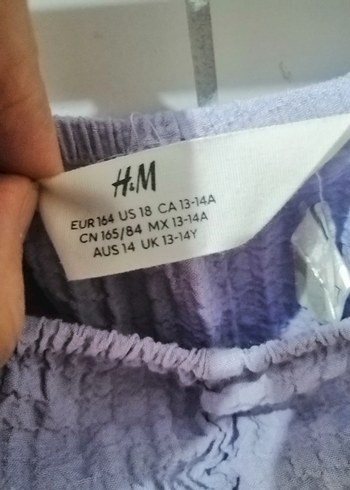 H&M
EUR 164 US 18 CA 13-14A
CN 165/84 MX 13-14A
AUS 14 UK 13-14Y